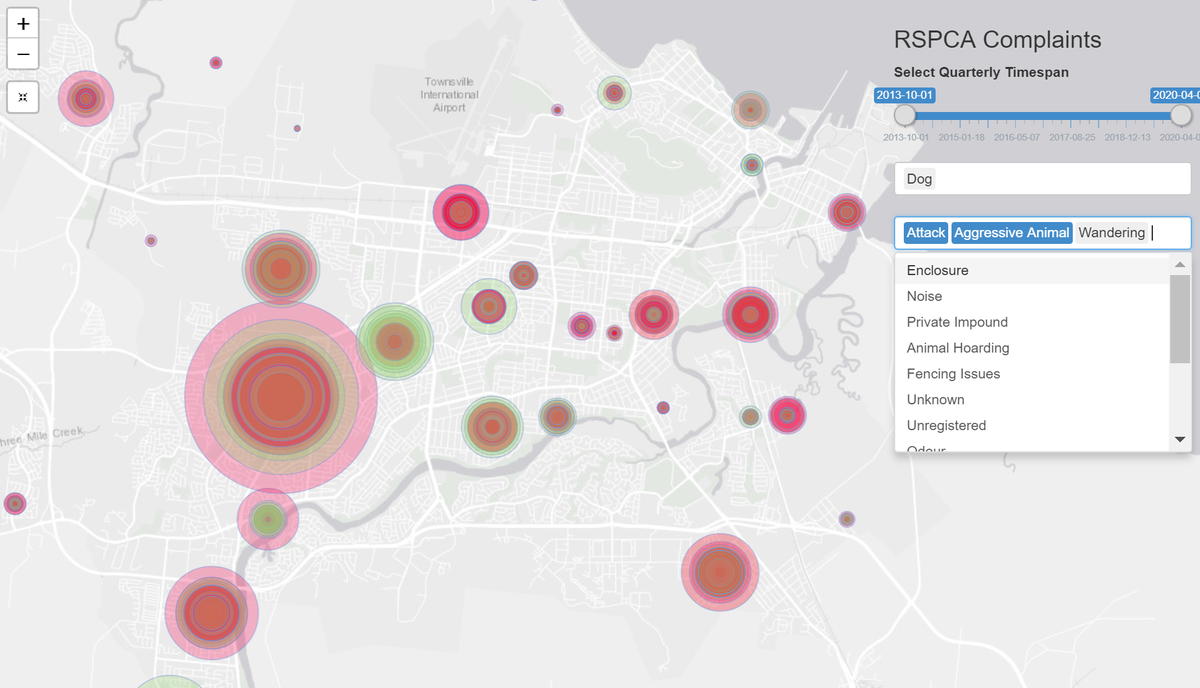 +
−
Townsville
International
Airport
Three Mile Creek
RSPCA Complaints
Select Quarterly Timespan
2013-10-01 2020-04-0
2013-10-01 2015-01-18 2016-05-07 2017-08-25 2018-12-13 2020-04-0
Dog
Attack Aggressive Animal Wandering
Enclosure
Noise
Private Impound
Animal Hoarding
Fencing Issues
Unknown
Unregistered
Odour